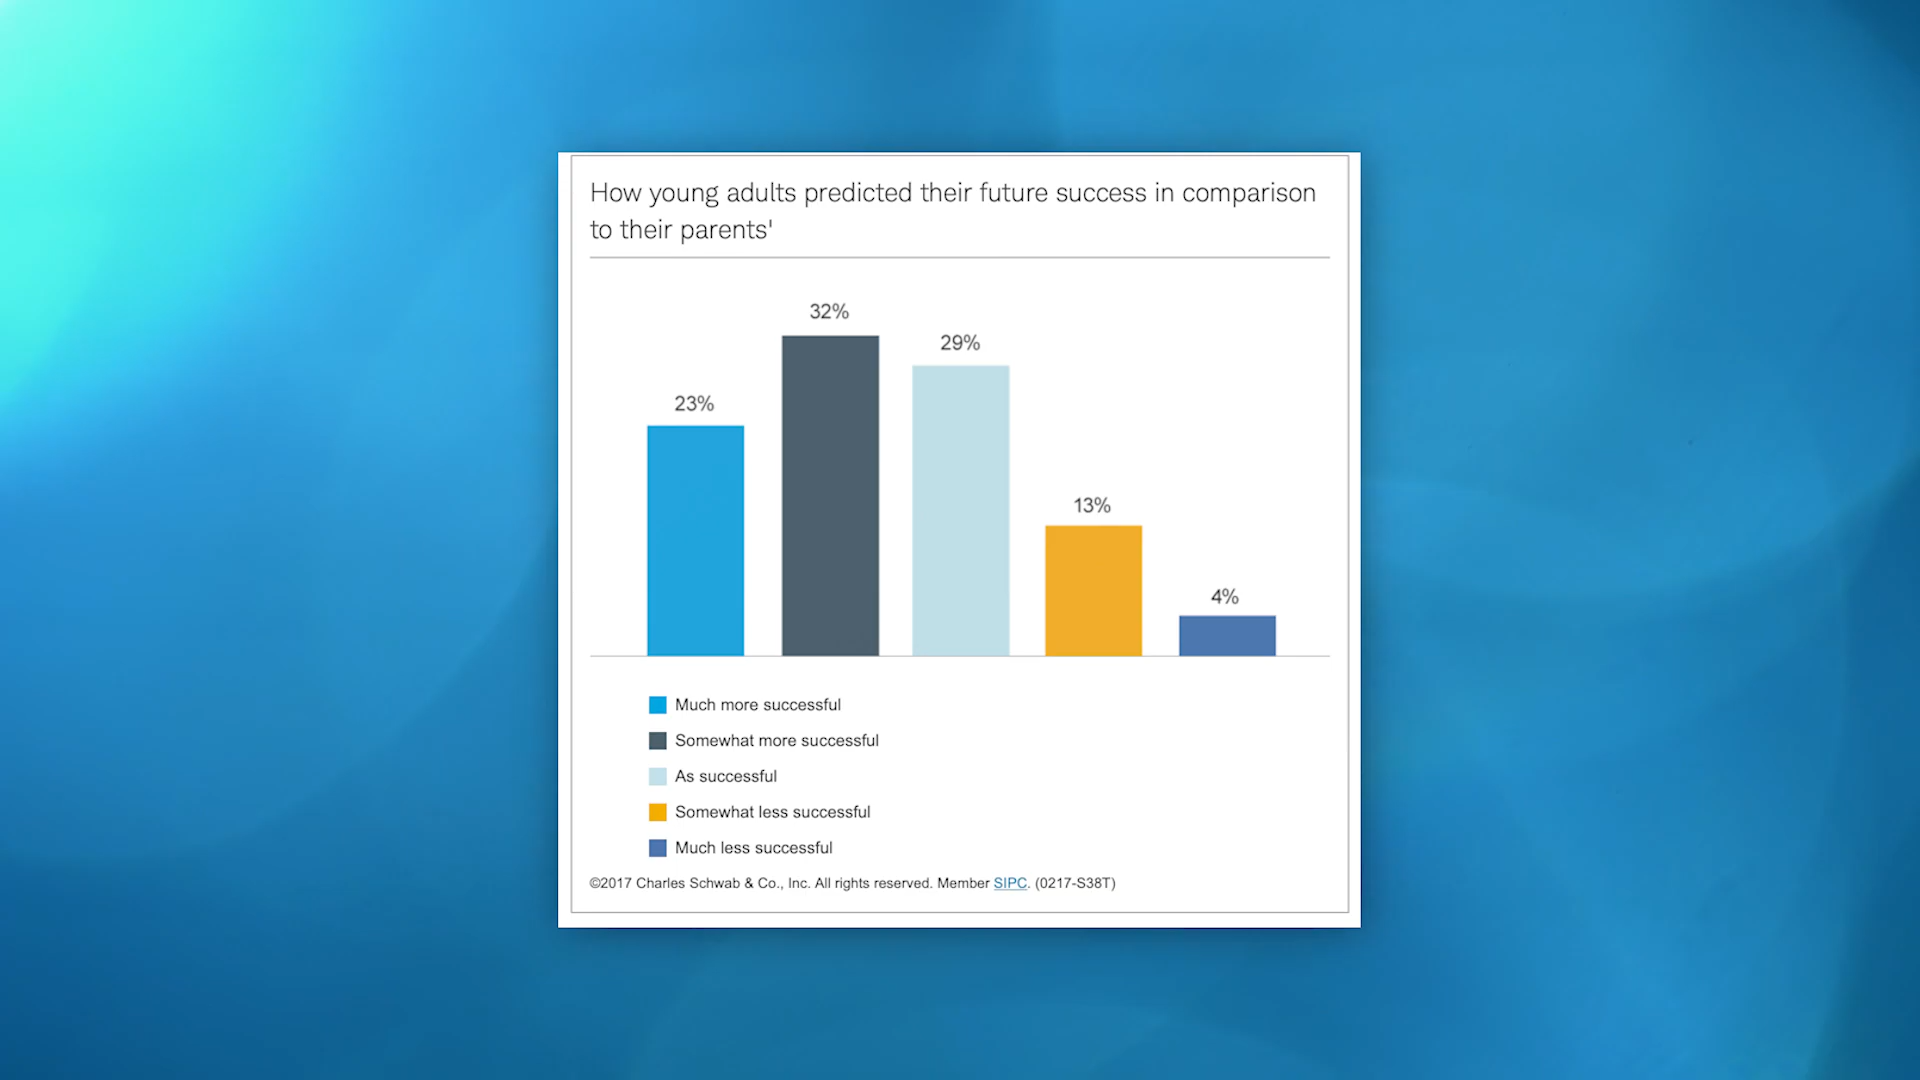 How young adults predicted their future success in comparison
to their parents'
32%
29%
23%
13%
4%
Much more successful
Somewhat more successful
As successful
Somewhat less successful
Much less successful
©2017 Charles Schwab & Co., Inc. All rights reserved. Member SIPC. (0217-S38T)